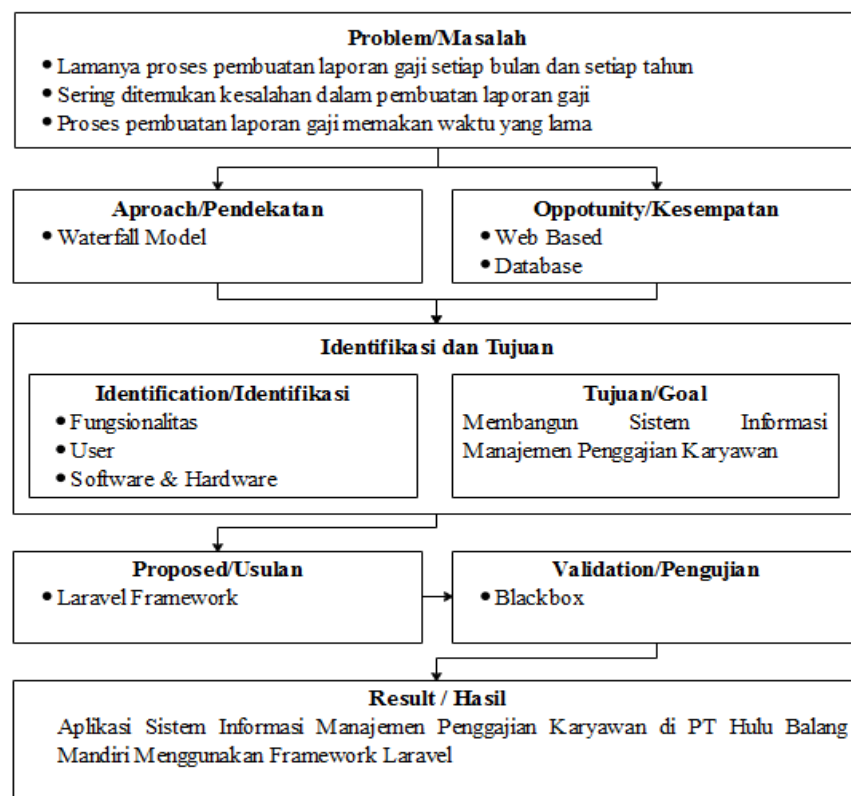 Problem/Masalah
• Lamanya proses pembuatan laporan gaji setiap bulan dan setiap tahun
• Sering ditemukan kesalahan dalam pembuatan laporan gaji
• Proses pembuatan laporan gaji memakan waktu yang lama
Aproach/Pendekatan
• Waterfall Model
Oppotunity/Kesempatan
• Web Based
• Database
Identifikasi dan Tujuan
Identification/Identifikasi
• Fungsionalitas
• User
• Software & Hardware
Tujuan/Goal
Membangun Sistem Informasi
Manajemen Penggajian Karyawan
Proposed/Usulan
• Laravel Framework
Validation/Pengujian
• Blackbox
Result / Hasil
Aplikasi Sistem Informasi Manajemen Penggajian Karyawan di PT Hulu Balang
Mandiri Menggunakan Framework Laravel